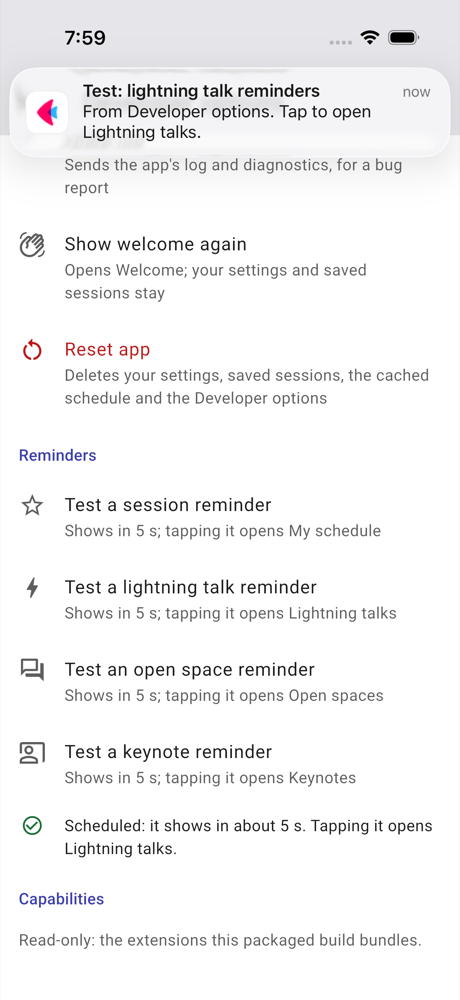 7:59
Test: lightning talk reminders
now
From Developer options. Tap to open
Lightning talks.
Sends the app's log and diagnostics, for a bug
report
Show welcome again
Opens Welcome; your settings and saved
sessions stay
Reset app
Deletes your settings, saved sessions, the cached
schedule and the Developer options
Reminders
Test a session reminder
Shows in 5 s; tapping it opens My schedule
Test a lightning talk reminder
Shows in 5 s; tapping it opens Lightning talks
Test an open space reminder
Shows in 5 s; tapping it opens Open spaces
Test a keynote reminder
Shows in 5 s; tapping it opens Keynotes
Scheduled: it shows in about 5 s. Tapping it opens
Lightning talks.
Capabilities
Read-only: the extensions this packaged build bundles.